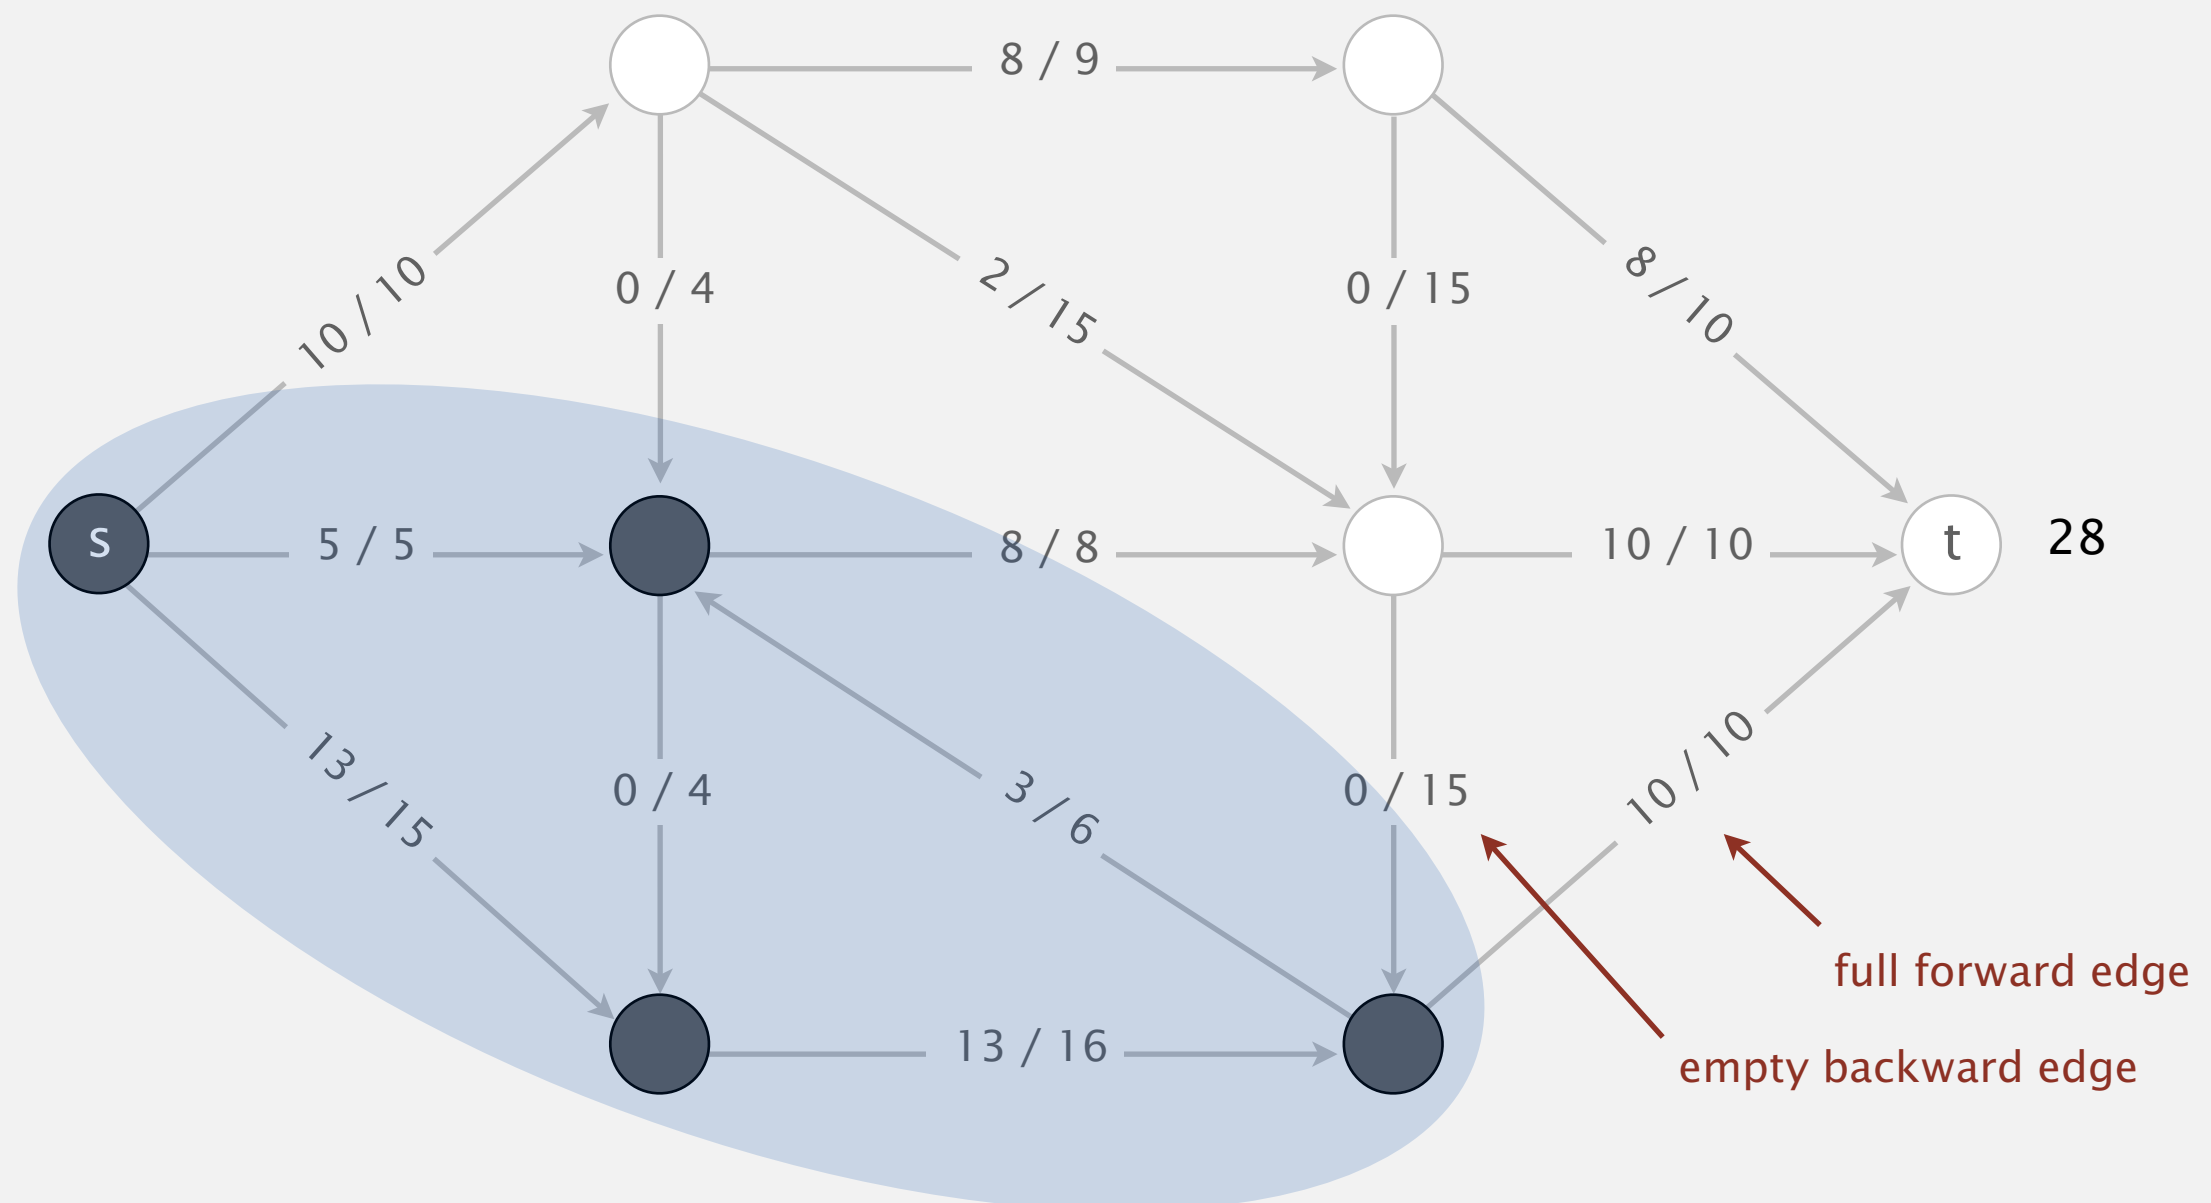 8 / 9
10 / 10
0 / 4
2 / 15
0 / 15
8 / 10
s
5 / 5
8 / 8
10 / 10
t
28
13 / 15
0 / 4
3 / 6
0 / 15
10 / 10
full forward edge
13 / 16
empty backward edge